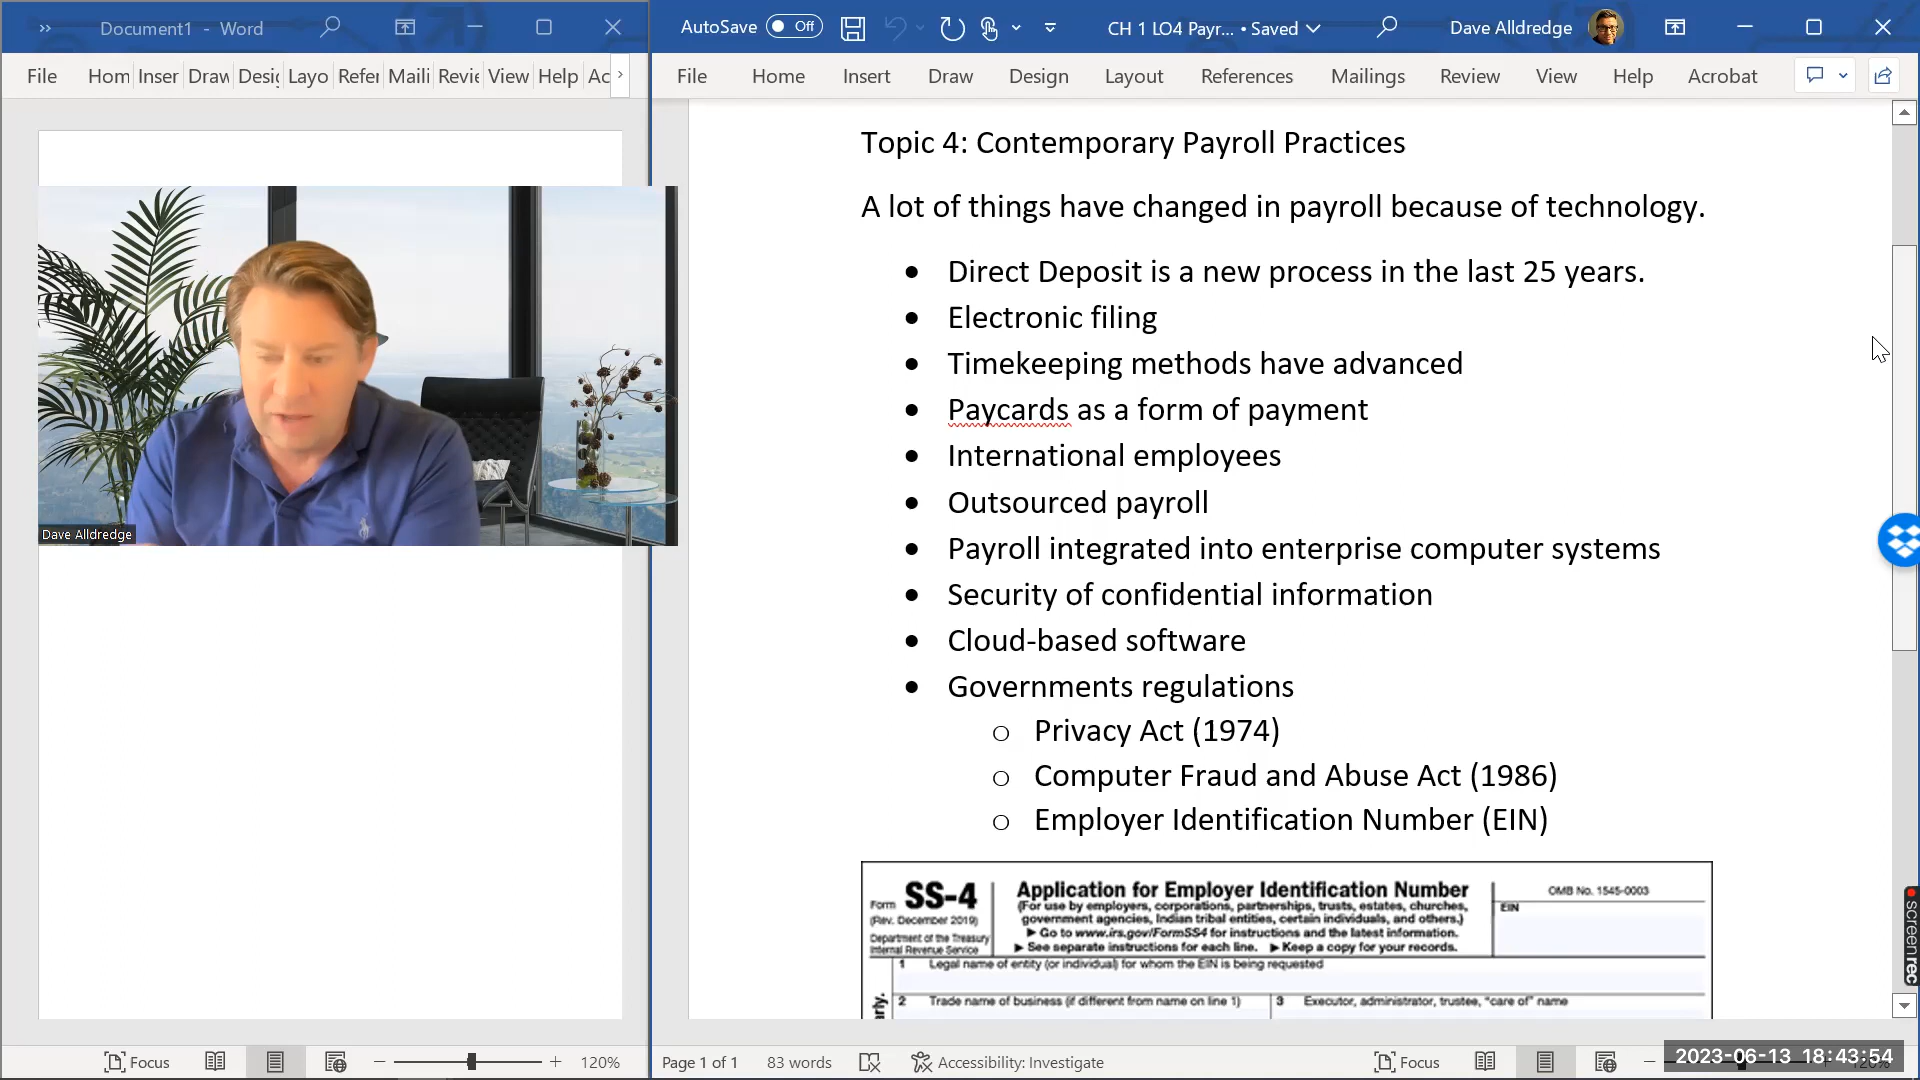 Document1 - Word
File Hom Inser Draw Desig Layo Refer Maili Revie View Help Ac
Dave Alldredge
Focus
120%
AutoSave Off
CH 1 LO4 Payr... • Saved
Dave Alldredge
File Home Insert Draw Design Layout References Mailings Review View Help Acrobat
Topic 4: Contemporary Payroll Practices
A lot of things have changed in payroll because of technology.
• Direct Deposit is a new process in the last 25 years.
• Electronic filing
• Timekeeping methods have advanced
• Paycards as a form of payment
• International employees
• Outsourced payroll
• Payroll integrated into enterprise computer systems
• Security of confidential information
• Cloud-based software
• Governments regulations
o Privacy Act (1974)
o Computer Fraud and Abuse Act (1986)
o Employer Identification Number (EIN)
Form SS-4
(Rev. December 2019)
Department of the Treasury
Internal Revenue Service
Application for Employer Identification Number
(For use by employers, corporations, partnerships, trusts, estates, churches,
government agencies, Indian tribal entities, certain individuals, and others.)
▶ Go to www.irs.gov/FormSS4 for instructions and the latest information.
▶ See separate instructions for each line. ▶ Keep a copy for your records.
OMB No. 1545-0003
EIN
1 Legal name of entity (or individual) for whom the EIN is being requested
2 Trade name of business (if different from name on line 1)
3 Executor, administrator, trustee, "care of" name
screenrec
Page 1 of 1 83 words Accessibility: Investigate Focus
2023-06-13 18:43:54